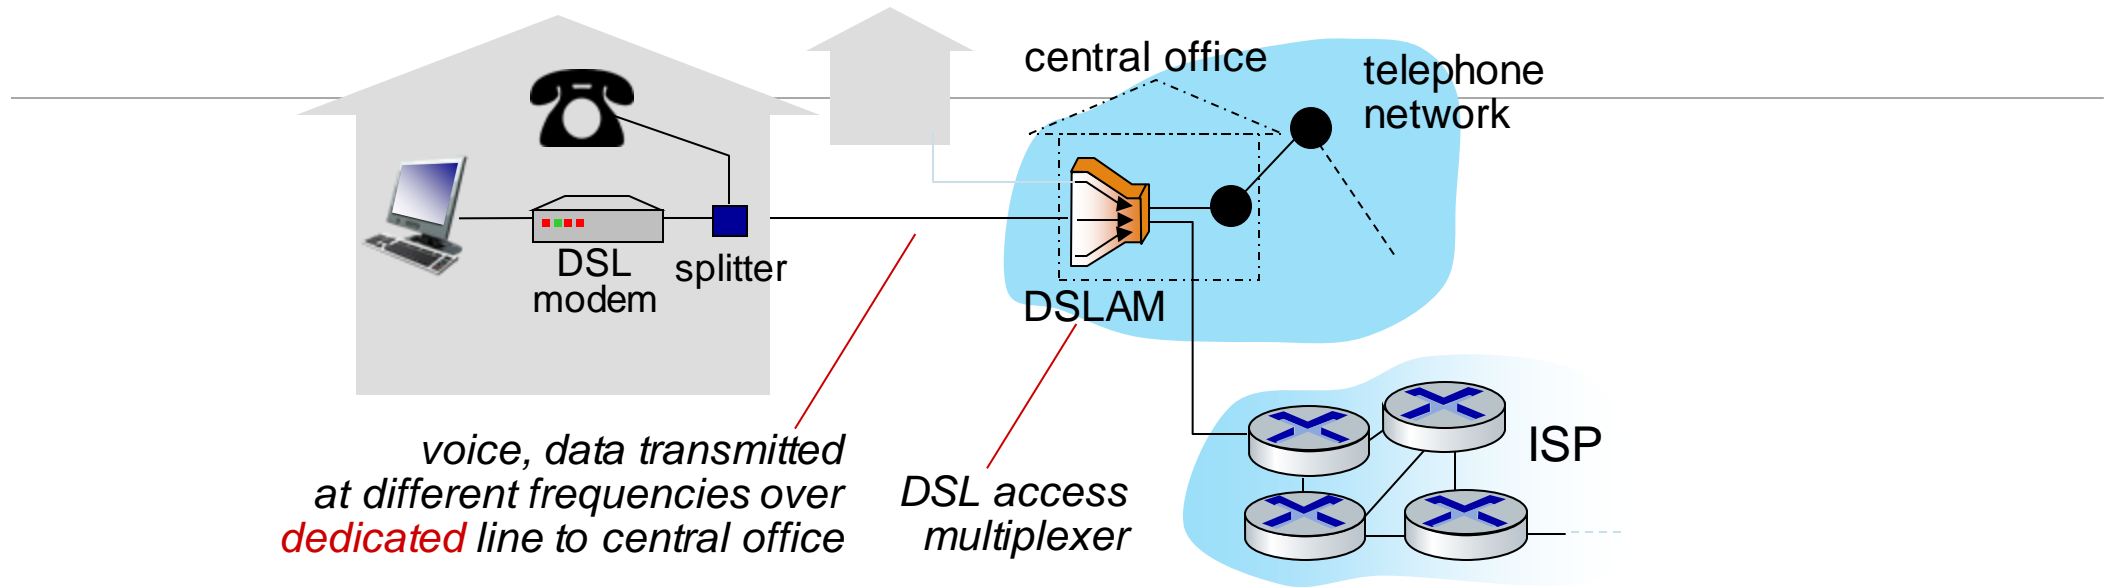 central office
telephone
network
DSL
modem
splitter
DSLAM
voice, data transmitted
at different frequencies over
dedicated line to central office
DSL access
multiplexer
ISP